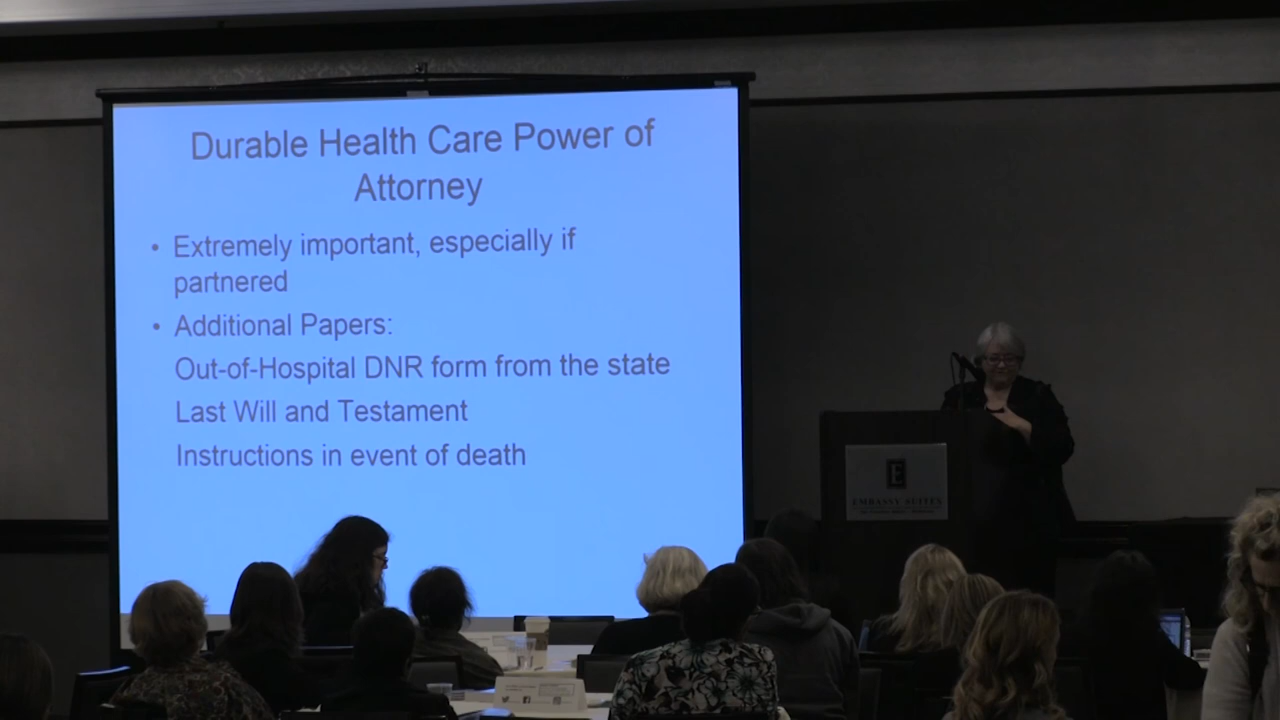 Durable Health Care Power of
Attorney
• Extremely important, especially if
partnered
• Additional Papers:
Out-of-Hospital DNR form from the state
Last Will and Testament
Instructions in event of death
E
EMBASSY SUITES